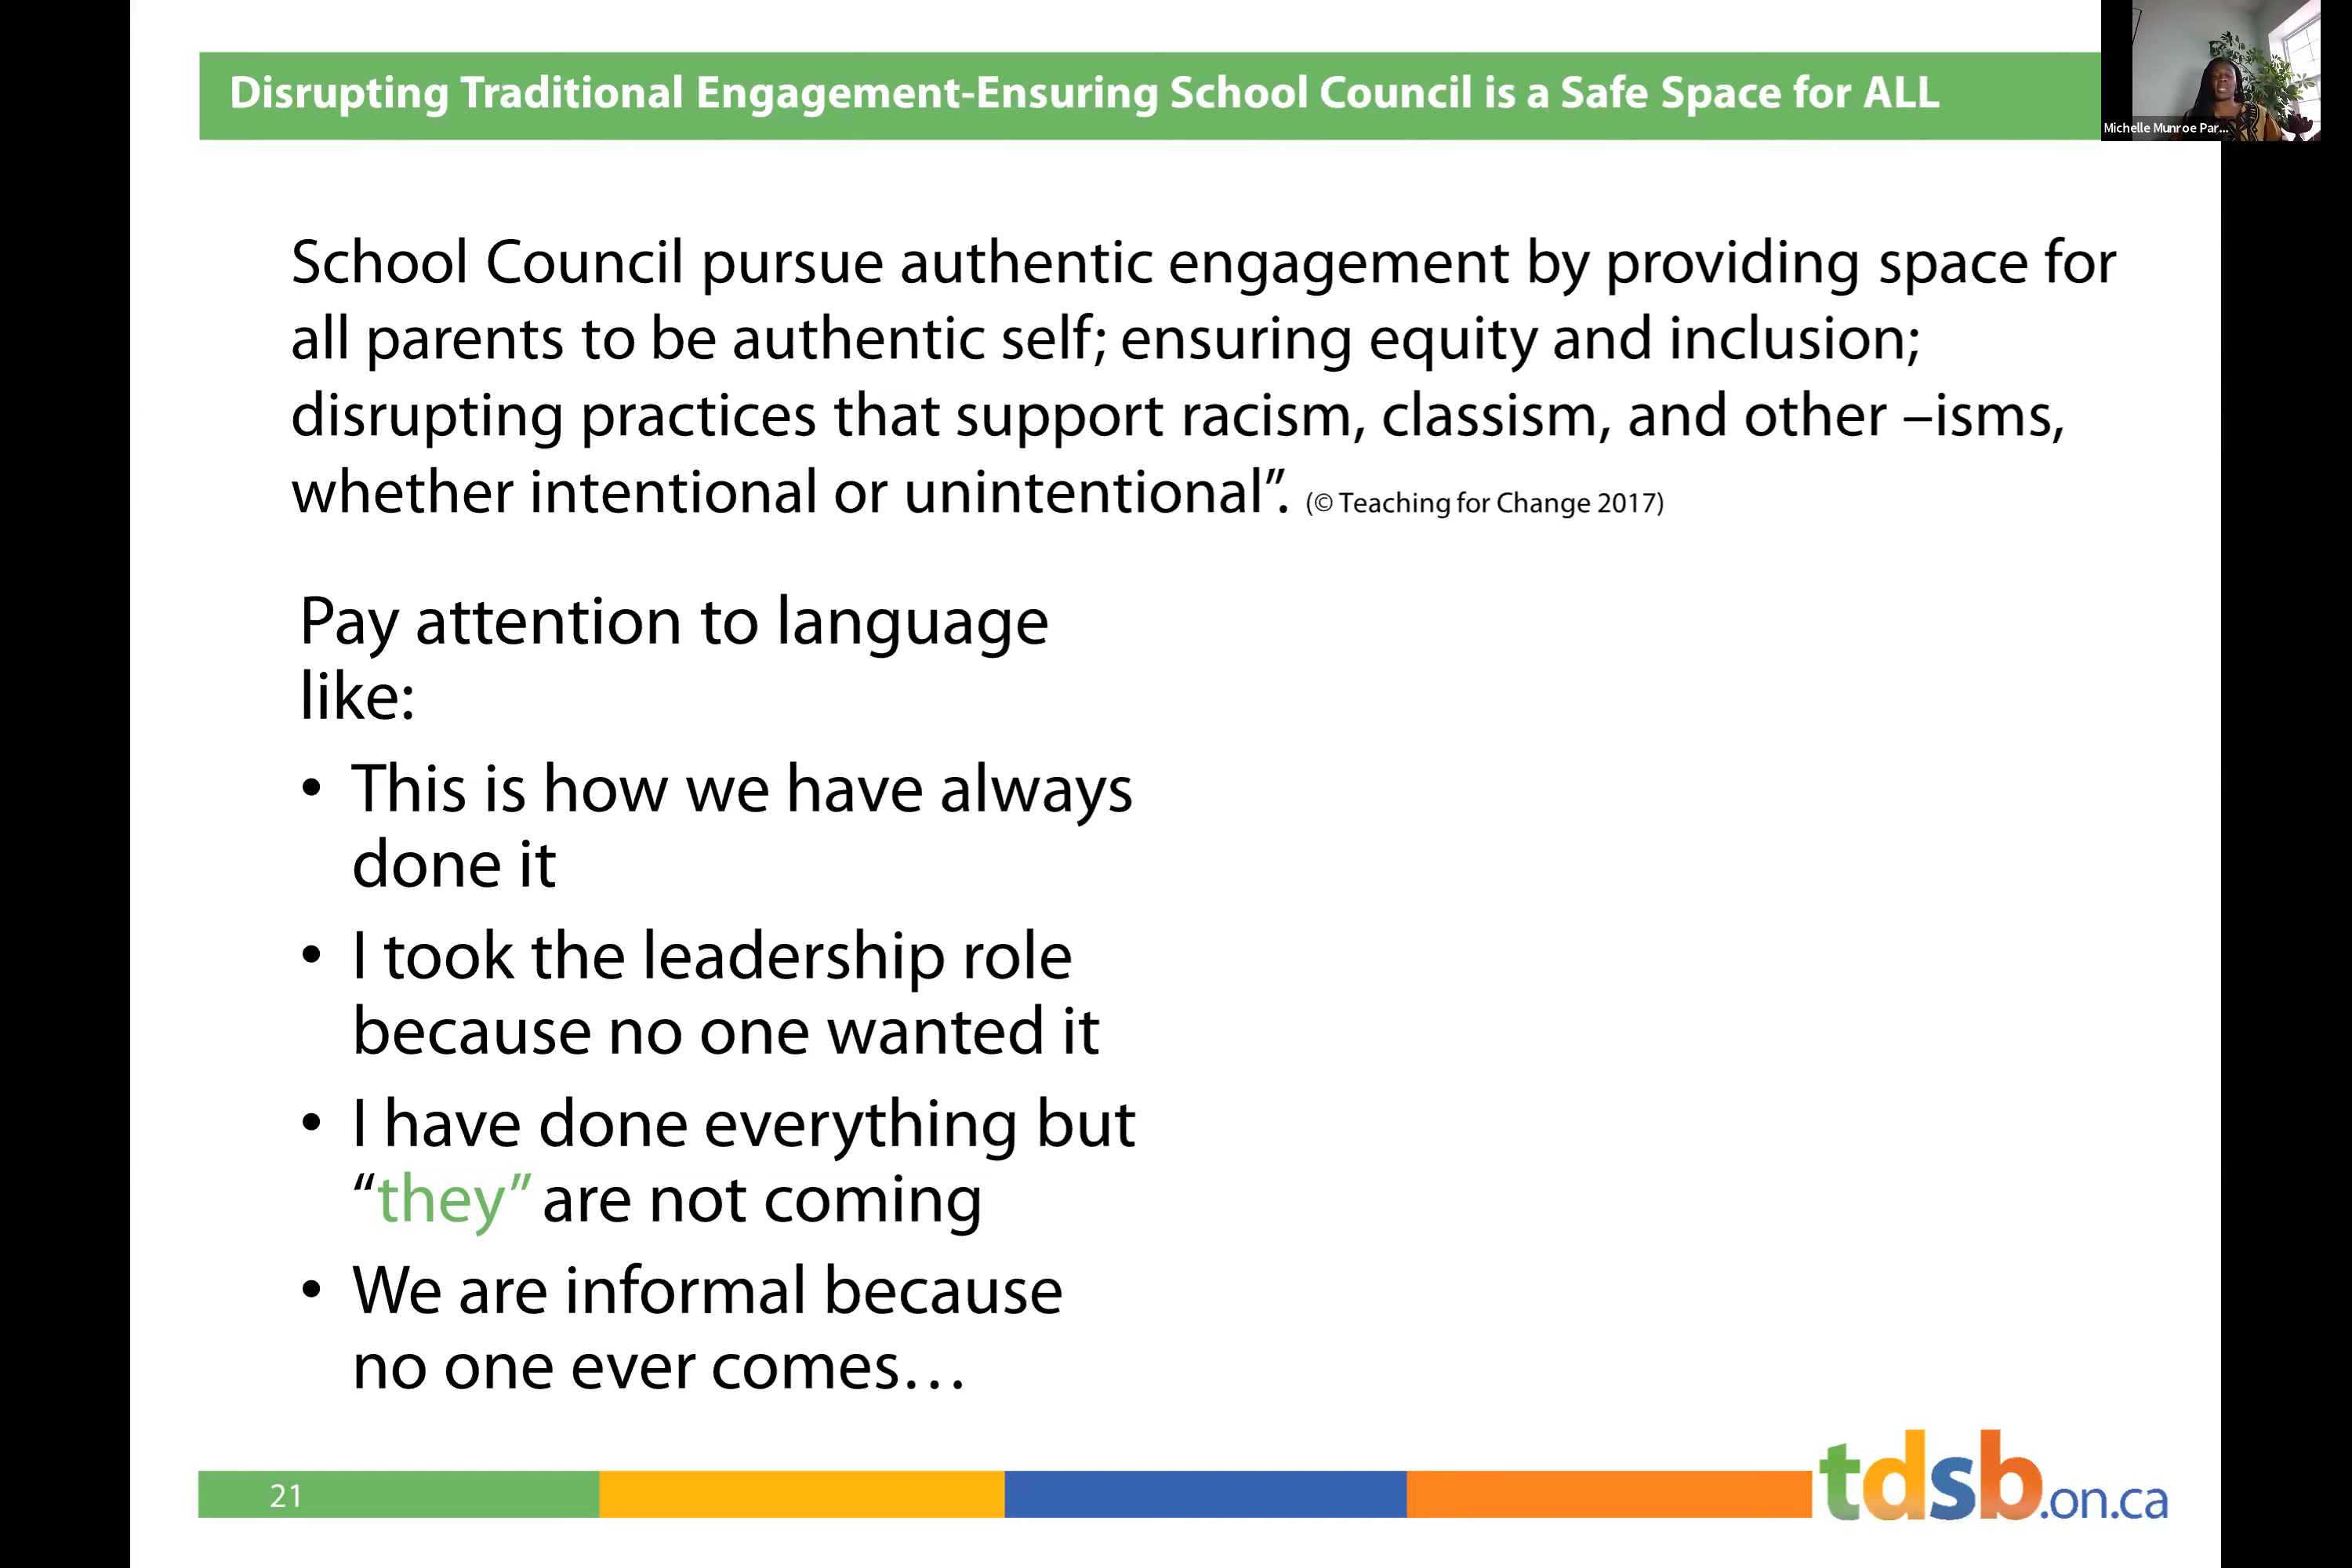 Disrupting Traditional Engagement-Ensuring School Council is a Safe Space for ALL
Michelle Munroe Par...
School Council pursue authentic engagement by providing space for
all parents to be authentic self; ensuring equity and inclusion;
disrupting practices that support racism, classism, and other –isms,
whether intentional or unintentional”. (© Teaching for Change 2017)
Pay attention to language
like:
• This is how we have always
done it
• I took the leadership role
because no one wanted it
• I have done everything but
“they” are not coming
• We are informal because
no one ever comes…
21
tdsb.on.ca